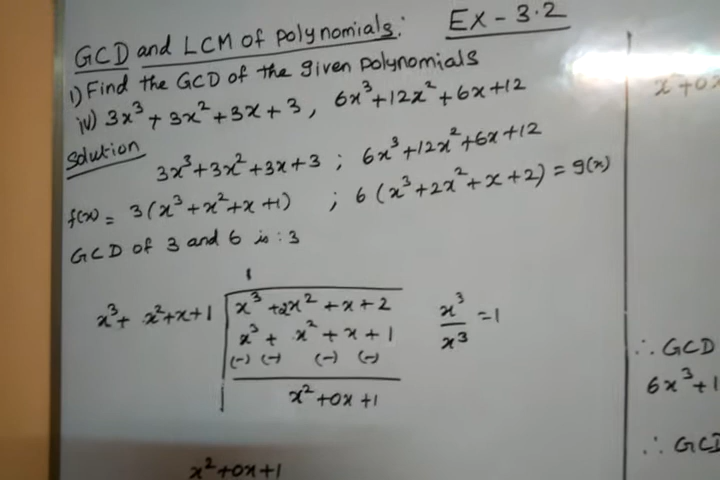 GCD and LCM of polynomials: EX - 3.2
1) Find the GCD of the given polynomials
iv) 3x³ + 3x² + 3x + 3, 6x³ + 12x² + 6x + 12
Solution
3x³ + 3x² + 3x + 3 ; 6x³ + 12x² + 6x + 12
f(x) = 3(x³ + x² + x + 1) ; 6(x³ + 2x² + x + 2) = g(x)
GCD of 3 and 6 is : 3
1
x³ + x² + x + 1 x³ + 2x² + x + 2
x³ + x² + x + 1
(-) (-) (-) (-)
x² + 0x + 1
x³/x³ = 1
x² + 0x + 1
∴ GCD
6x³ + 1
∴ GCD